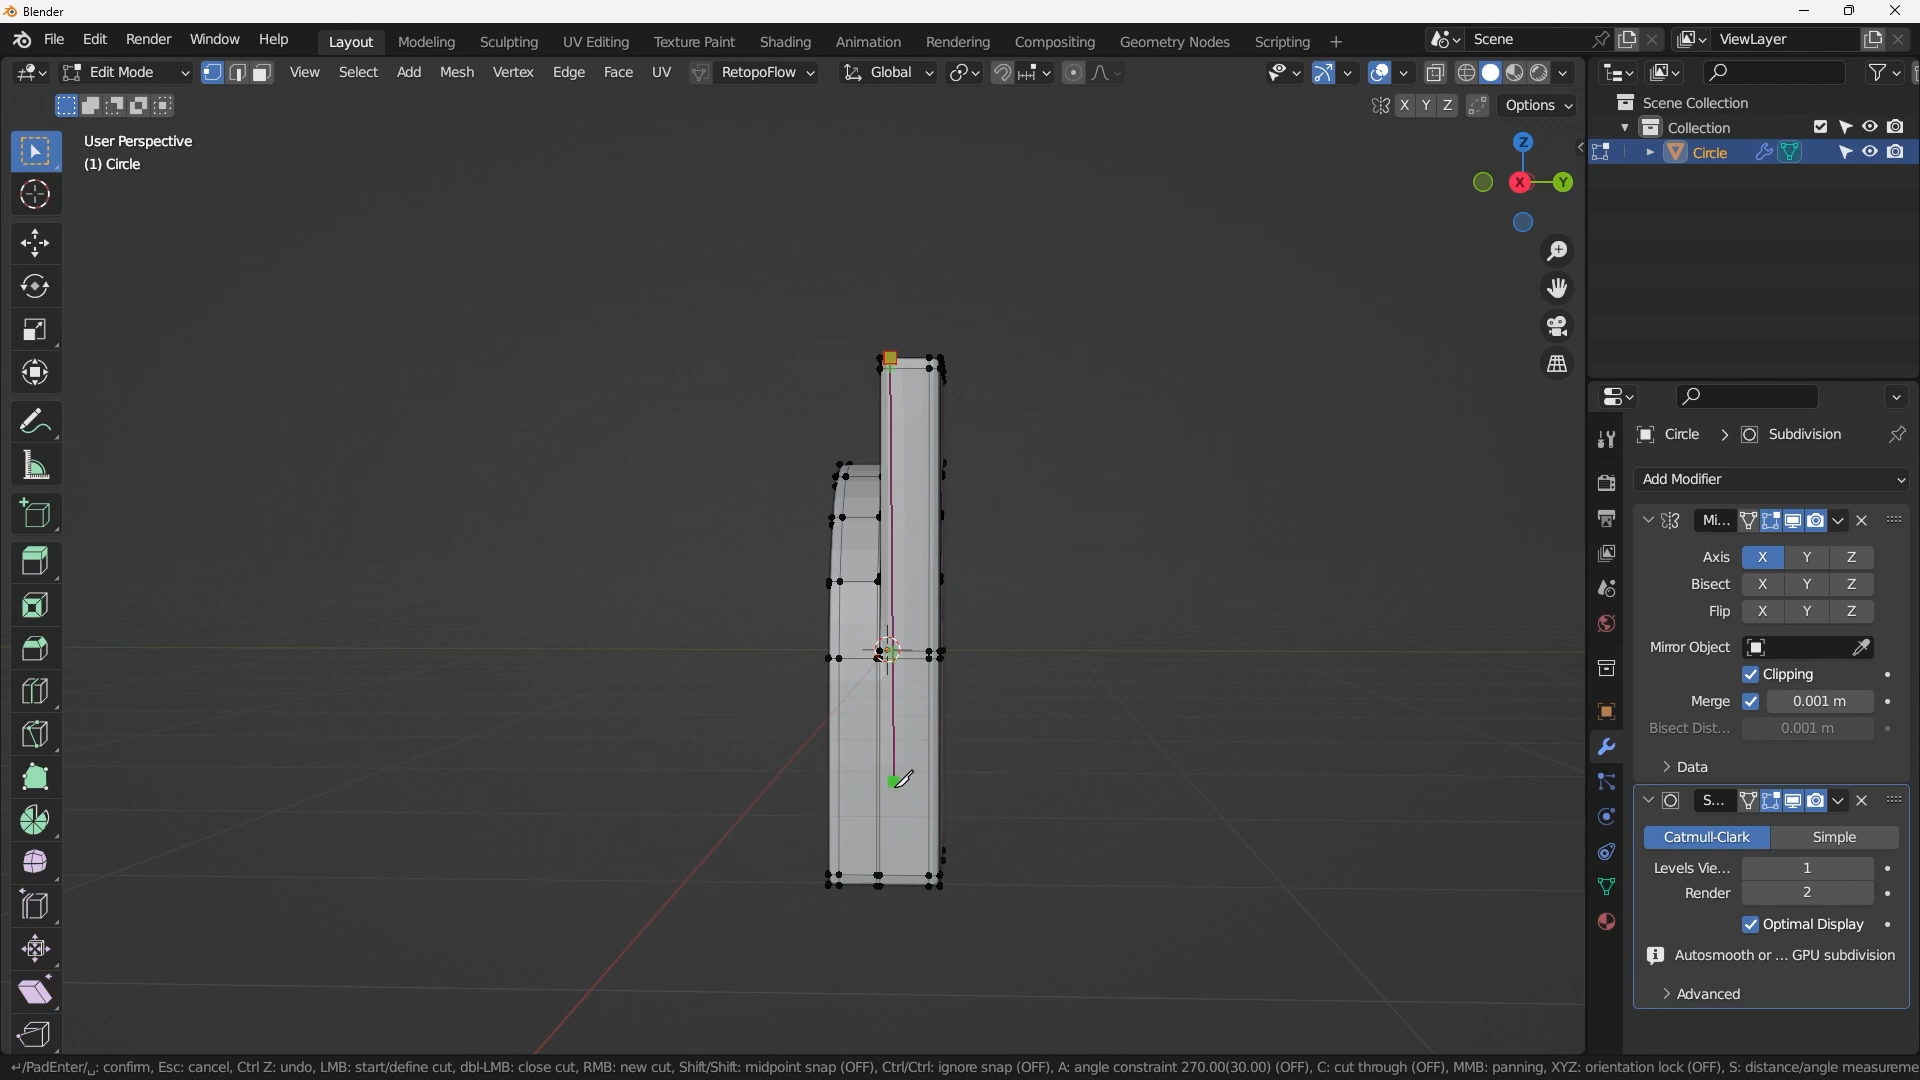 Blender
File Edit Render Window Help Layout Modeling Sculpting UV Editing Texture Paint Shading Animation Rendering Compositing Geometry Nodes Scripting + Scene ViewLayer
Edit Mode View Select Add Mesh Vertex Edge Face UV RetopoFlow Global
X Y Z Options
User Perspective
(1) Circle
Z
X Y
Scene Collection
Collection
Circle
Circle > Subdivision
Add Modifier
Mi...
Axis X Y Z
Bisect X Y Z
Flip X Y Z
Mirror Object
Clipping
Merge 0.001 m
Bisect Dist... 0.001 m
Data
S...
Catmull-Clark Simple
Levels Vie... 1
Render 2
Optimal Display
Autosmooth or ... GPU subdivision
Advanced
↵/PadEnter/␣: confirm, Esc: cancel, Ctrl Z: undo, LMB: start/define cut, dbl-LMB: close cut, RMB: new cut, Shift/Shift: midpoint snap (OFF), Ctrl/Ctrl: ignore snap (OFF), A: angle constraint 270.00(30.00) (OFF), C: cut through (OFF), MMB: panning, XYZ: orientation lock (OFF), S: distance/angle measureme